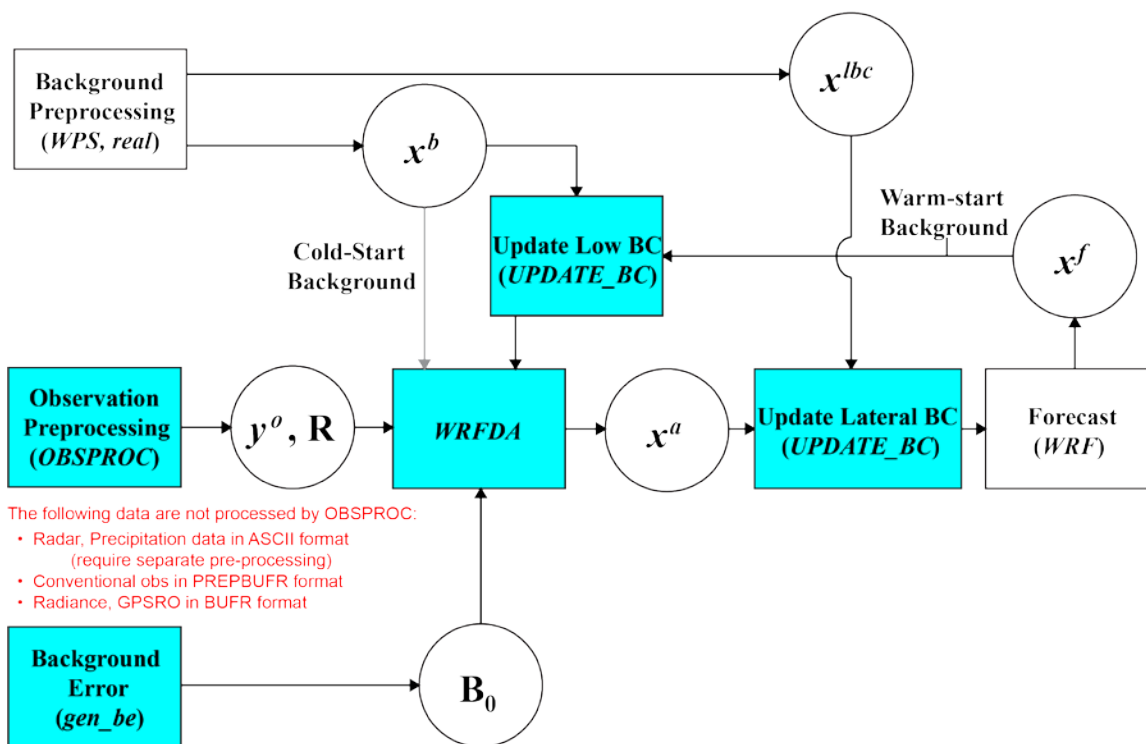 Background
Preprocessing
(WPS, real)
x^b
x^lbc
Cold-Start
Background
Update Low BC
(UPDATE_BC)
Warm-start
Background
x^f
Observation
Preprocessing
(OBSPROC)
y^o, R
WRFDA
x^a
Update Lateral BC
(UPDATE_BC)
Forecast
(WRF)
The following data are not processed by OBSPROC:
• Radar, Precipitation data in ASCII format
(require separate pre-processing)
• Conventional obs in PREPBUFR format
• Radiance, GPSRO in BUFR format
Background
Error
(gen_be)
B_0